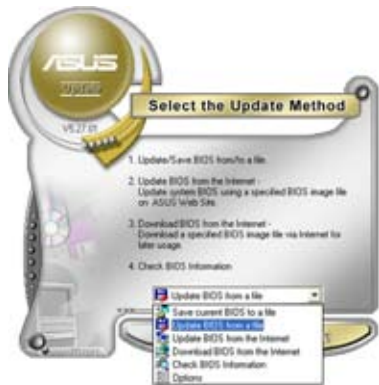 ASUS
Update
V5.27.01
Select the Update Method
1. Update/Save BIOS from/to a file.
2. Update BIOS from the Internet -
Update system BIOS using a specified BIOS image file
on ASUS Web Site.
3. Download BIOS from the Internet -
Download a specified BIOS image file via Internet for
later usage.
4. Check BIOS Information
Update BIOS from a file
Save current BIOS to a file
Update BIOS from a file
Update BIOS from the Internet
Download BIOS from the Internet
Check BIOS Information
Options